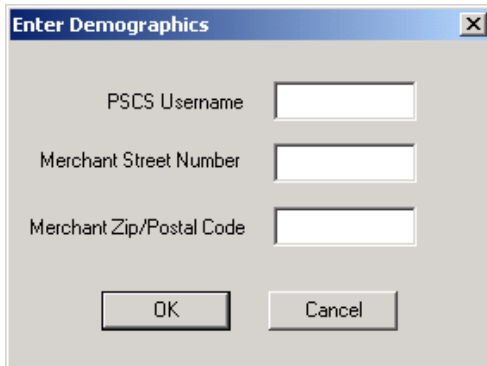 Enter Demographics
PSCS Username
Merchant Street Number
Merchant Zip/Postal Code
OK Cancel